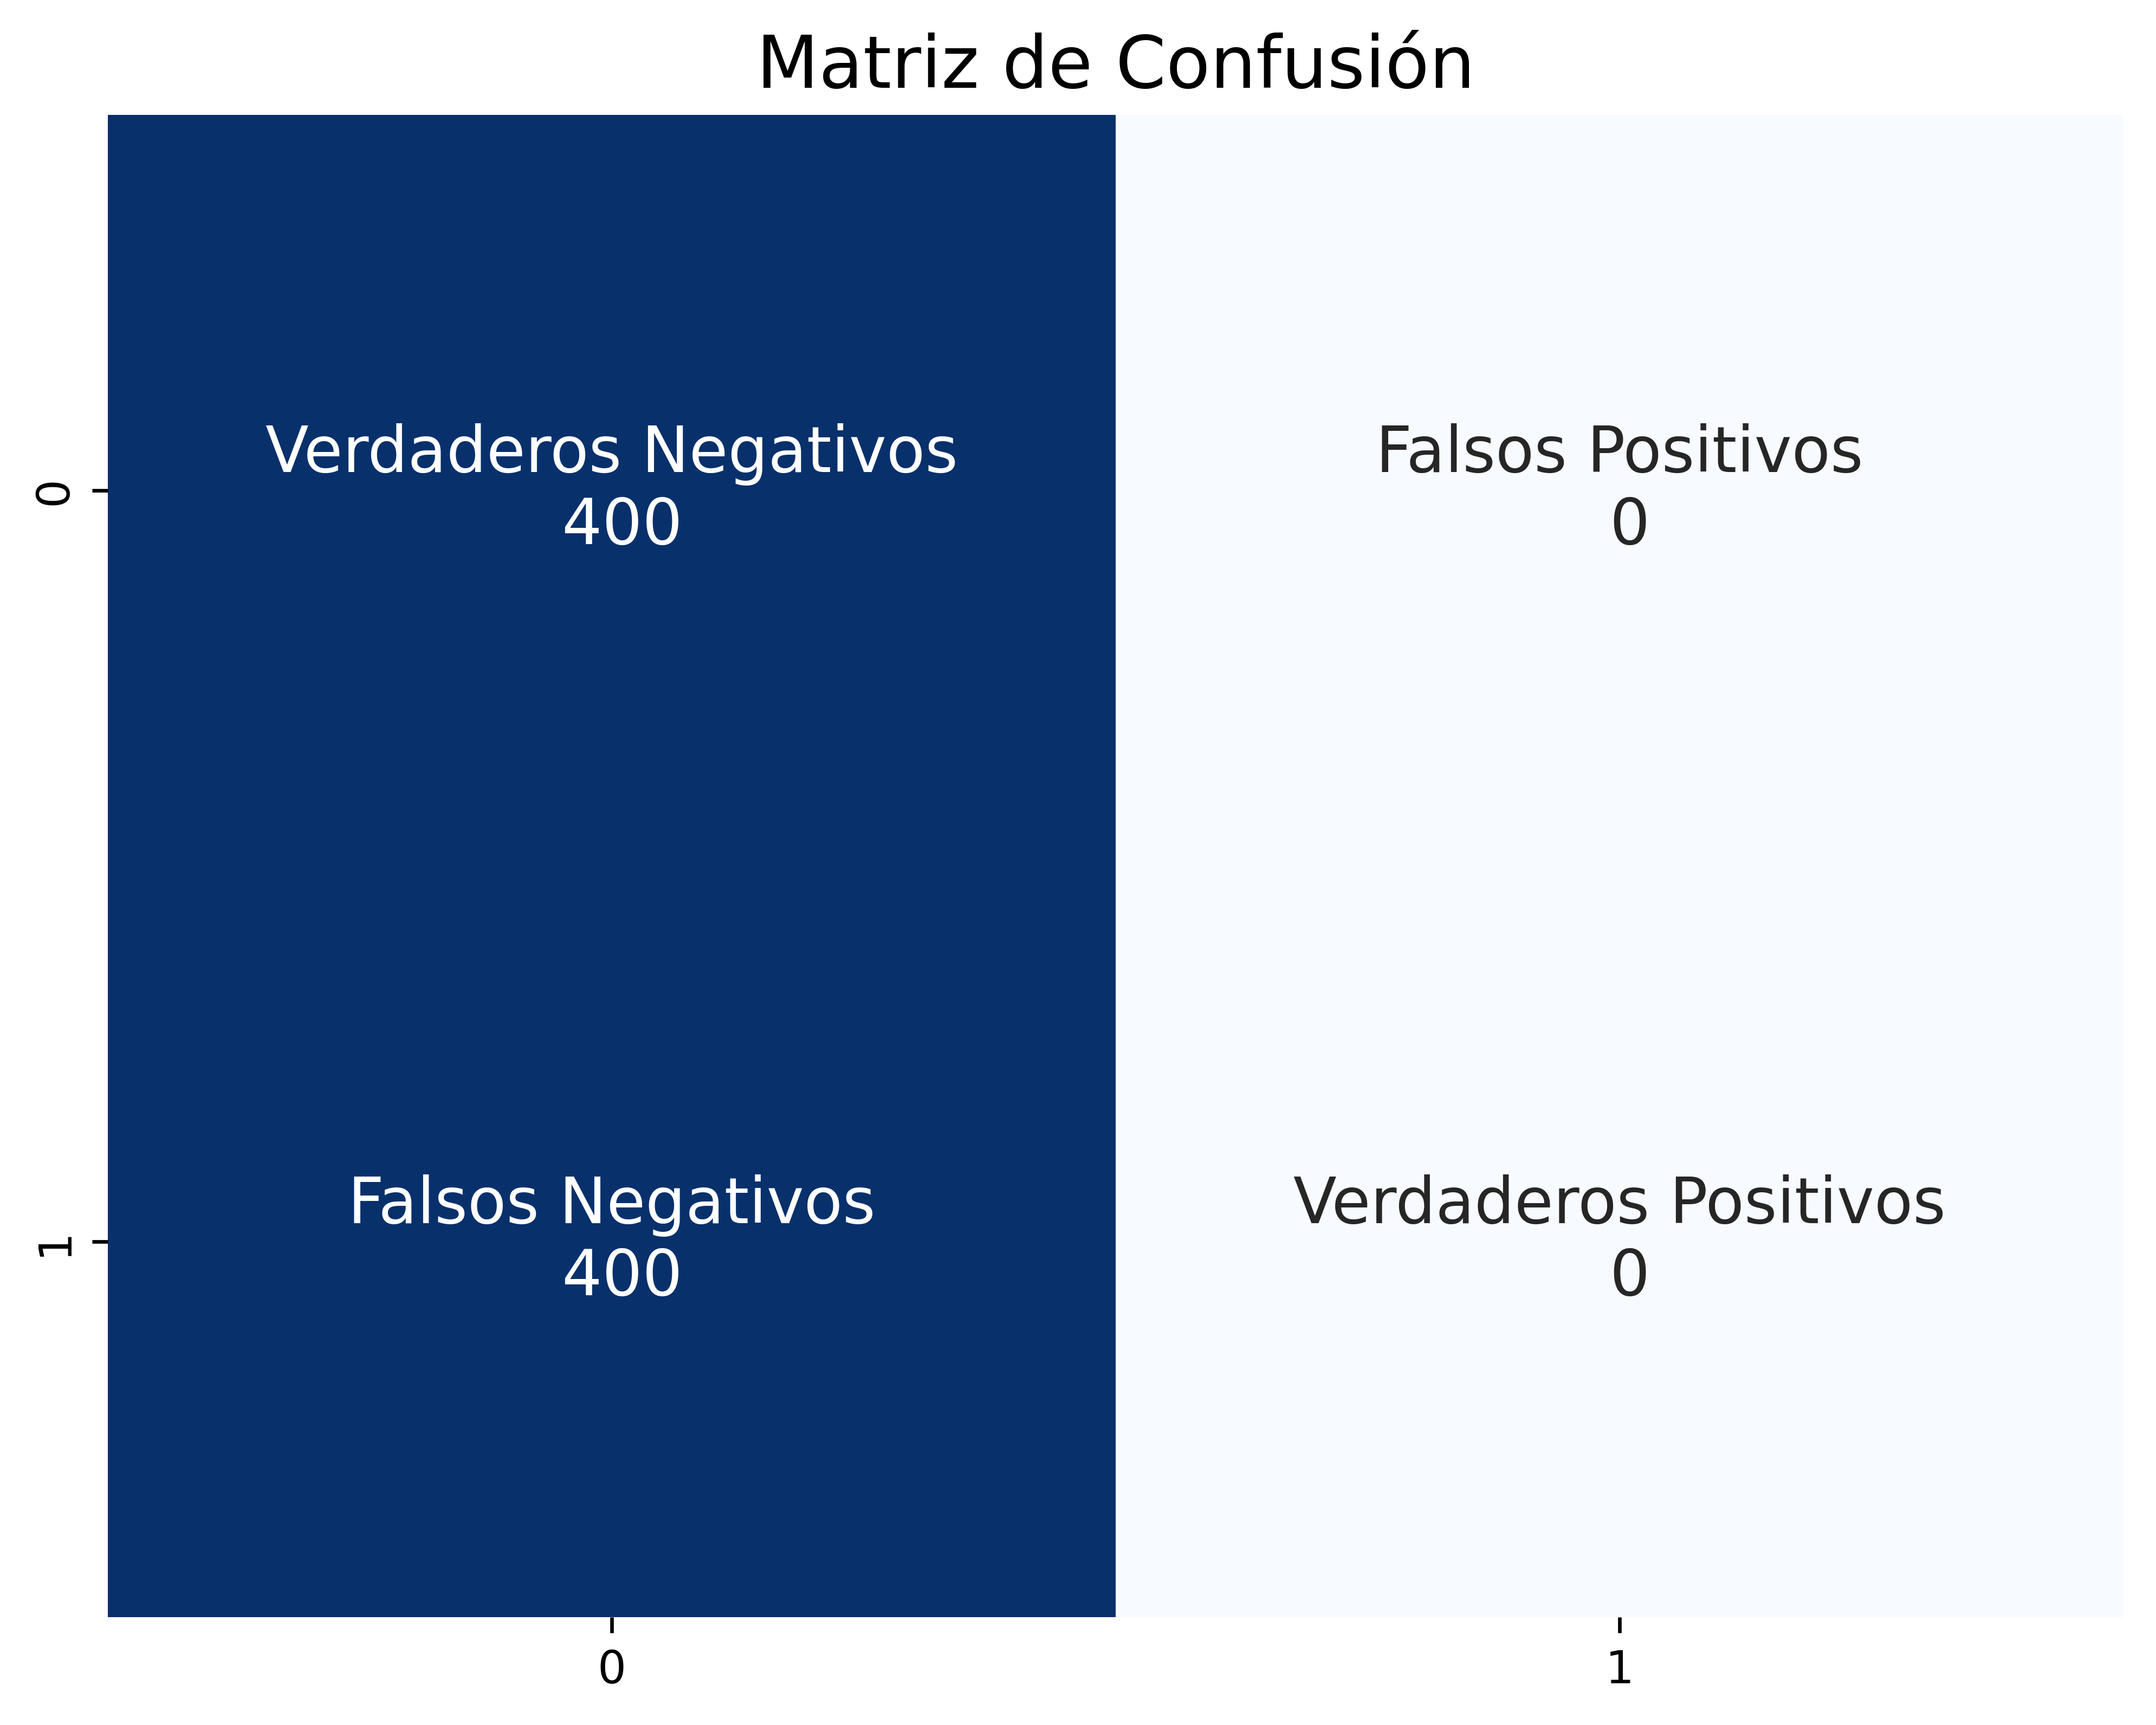 Matriz de Confusión
Verdaderos Negativos
400
Falsos Positivos
0
0
Falsos Negativos
400
Verdaderos Positivos
0
1
0
1